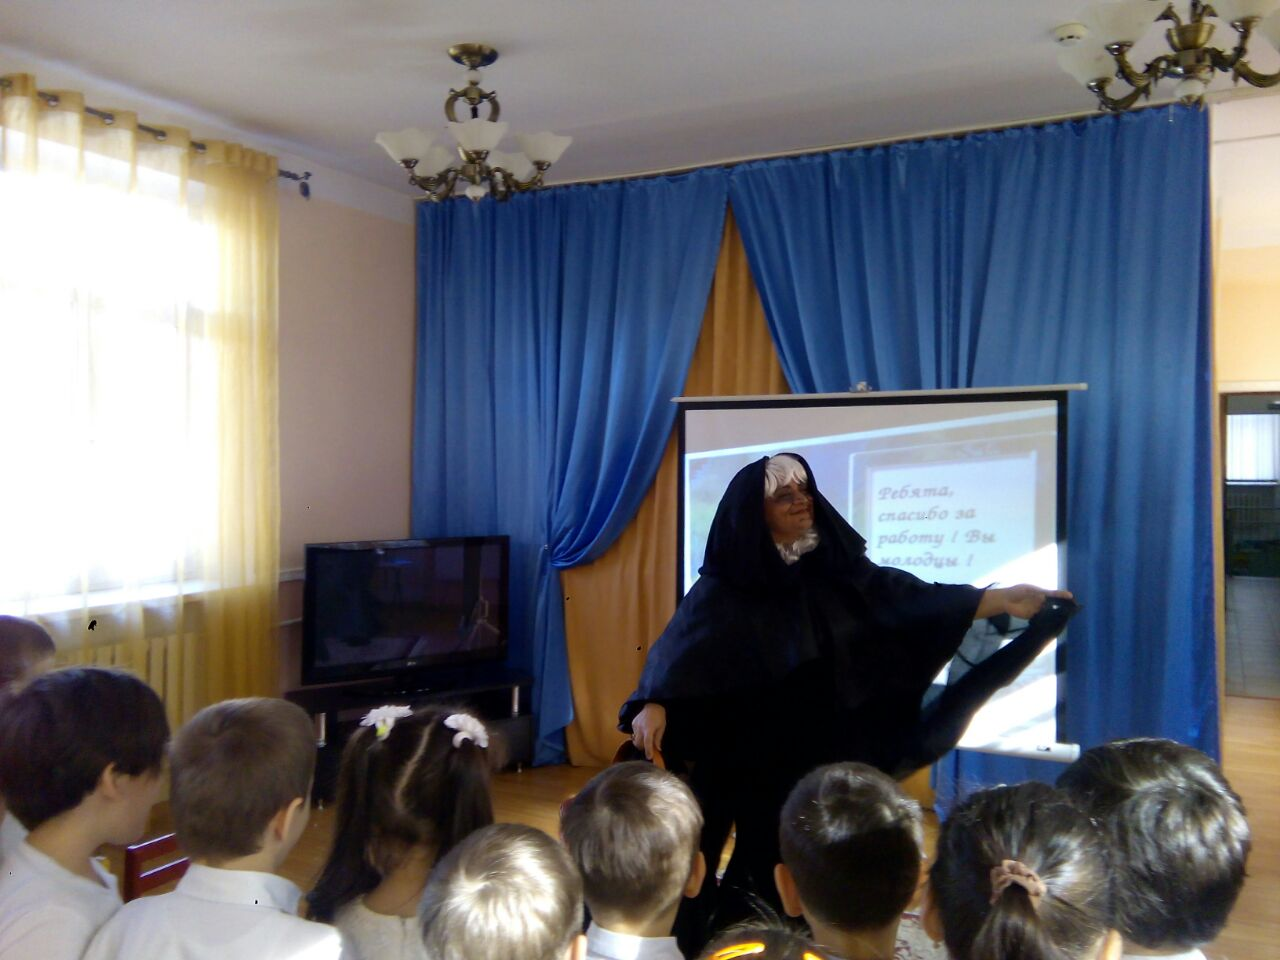 Ребята,
спасибо за
работу ! Вы
молодцы !